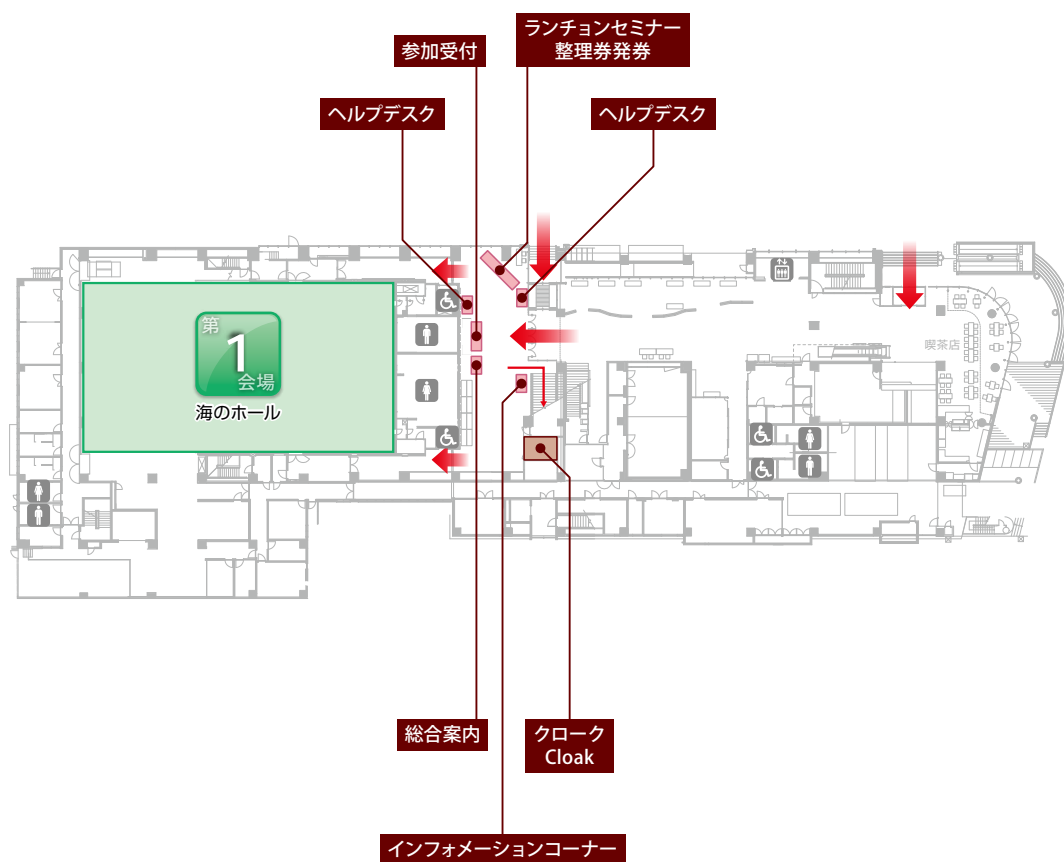 ランチョンセミナー
整理券発券
参加受付
ヘルプデスク
ヘルプデスク
第
1
会場
海のホール
喫茶店
総合案内
クローク
Cloak
インフォメーションコーナー